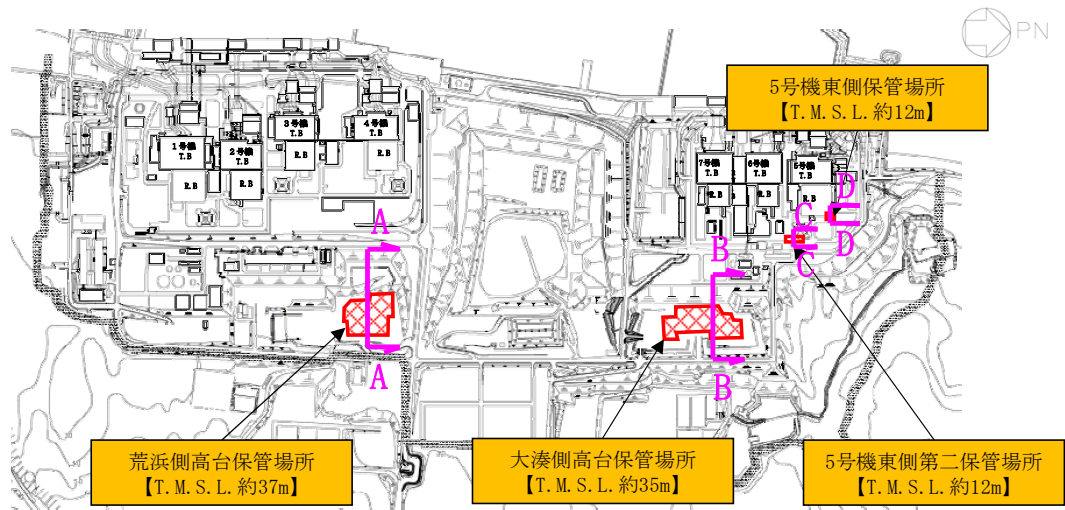 PN
5号機東側保管場所
【T.M.S.L.約12m】
3号機
T.B
4号機
T.B
1号機
T.B
2号機
T.B
R.B
R.B
R.B
R.B
7号機
T.B
6号機
T.B
5号機
T.B
R.B
R.B
R.B
D
D
C
C
A
A
B
B
荒浜側高台保管場所
【T.M.S.L.約37m】
大湊側高台保管場所
【T.M.S.L.約35m】
5号機東側第二保管場所
【T.M.S.L.約12m】